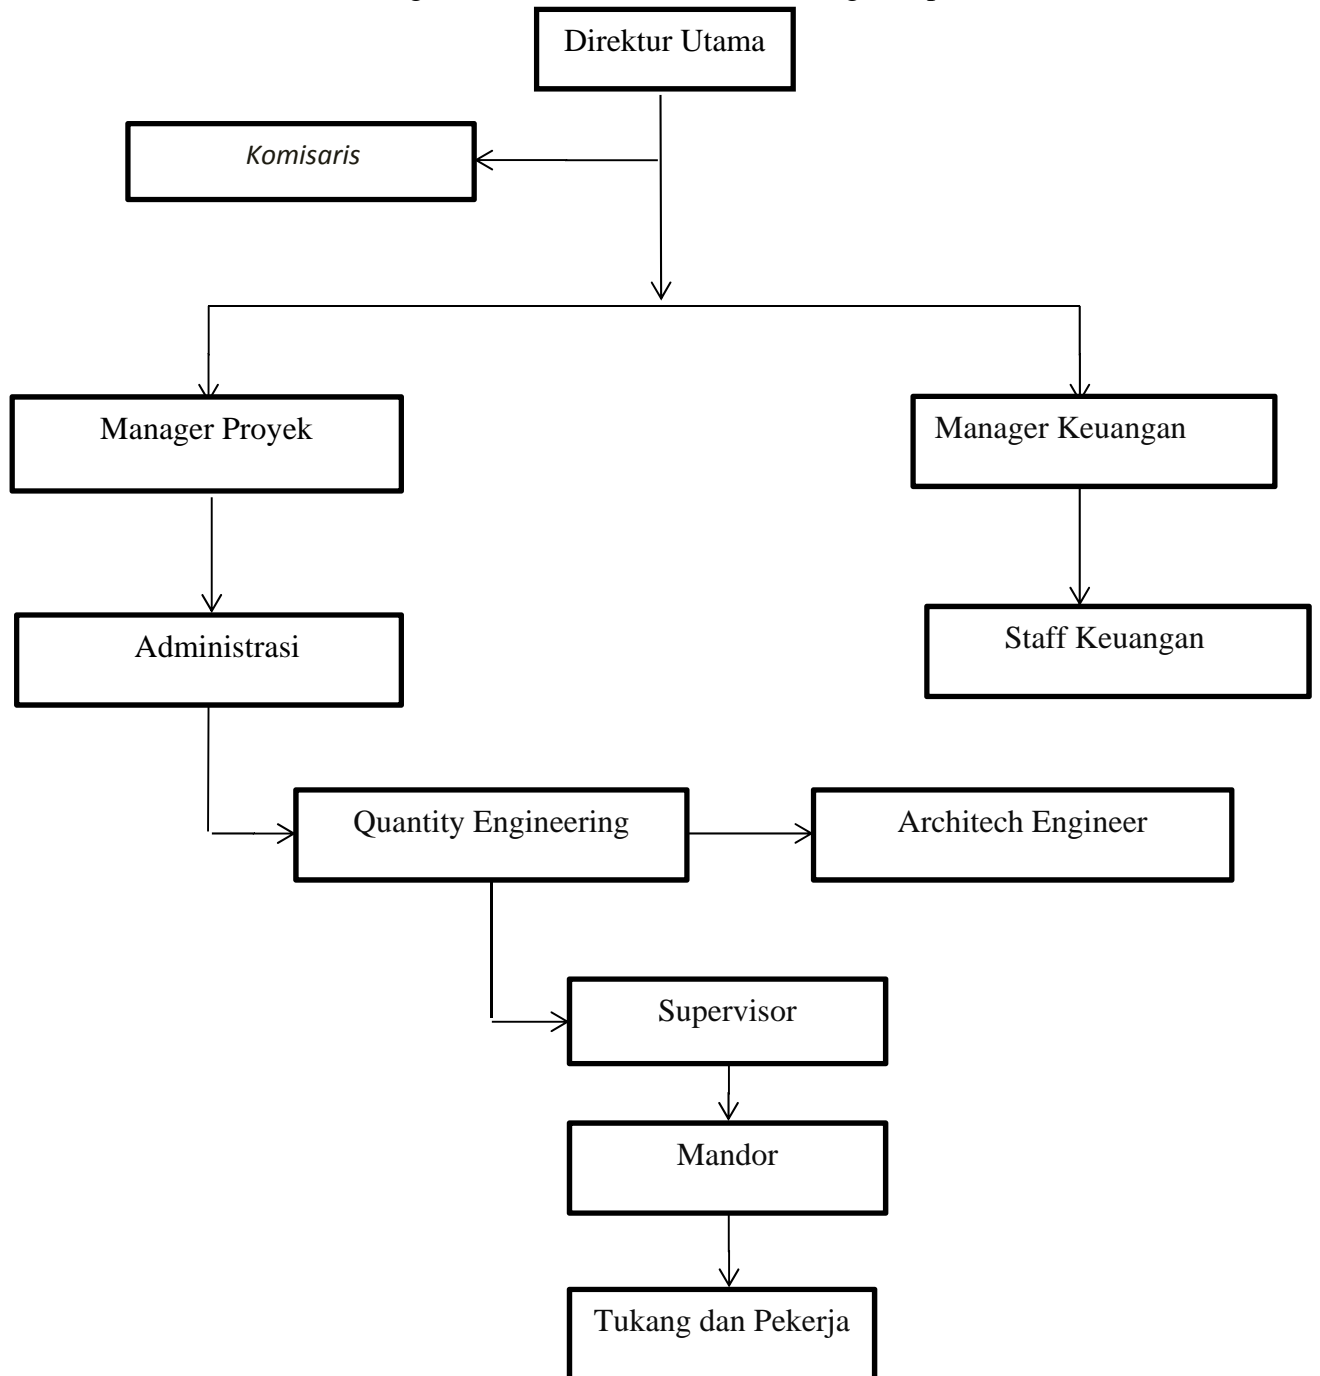 Direktur Utama
Komisaris
Manager Proyek
Manager Keuangan
Administrasi
Staff Keuangan
Quantity Engineering
Architech Engineer
Supervisor
Mandor
Tukang dan Pekerja